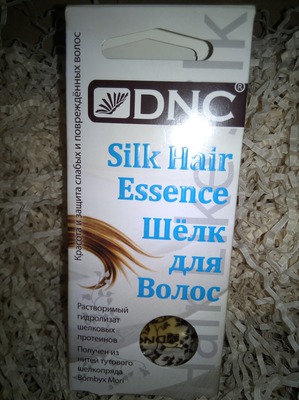 DNC®
Silk Hair
Essence
Шёлк
для
Волос
Красота и защита слабых и повреждённых волос
Растворимый
гидролизат
шелковых
протеинов
Получен из
нитей тутового
шелкопряда
Bombyx Mori
DNC